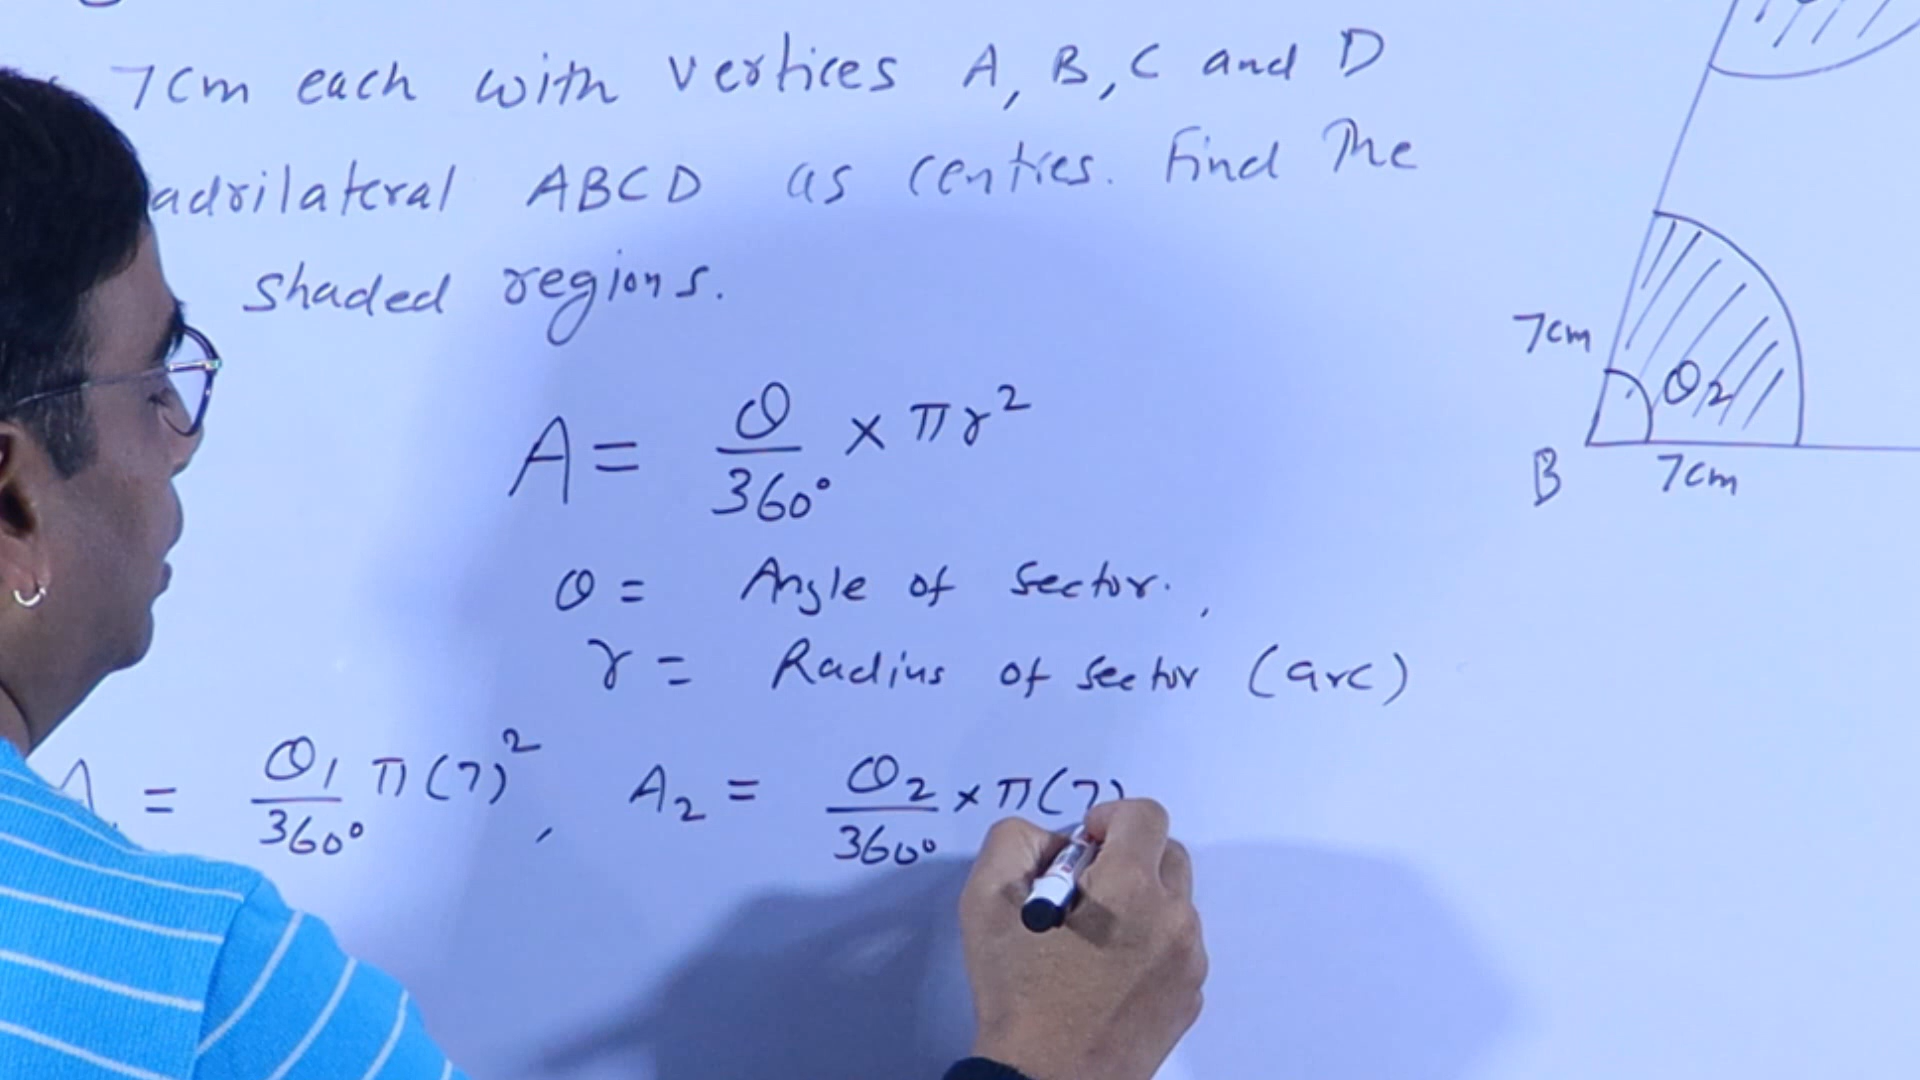 7cm each with vertices A, B, C and D
adrilateral ABCD as centres. Find The
shaded regions.
A = θ/360° × πr²
θ = Angle of sector.
r = Radius of sector (arc)
= θ1/360° π(7)², A2 = θ2/360° × π(7)
7cm
θ2
B
7cm